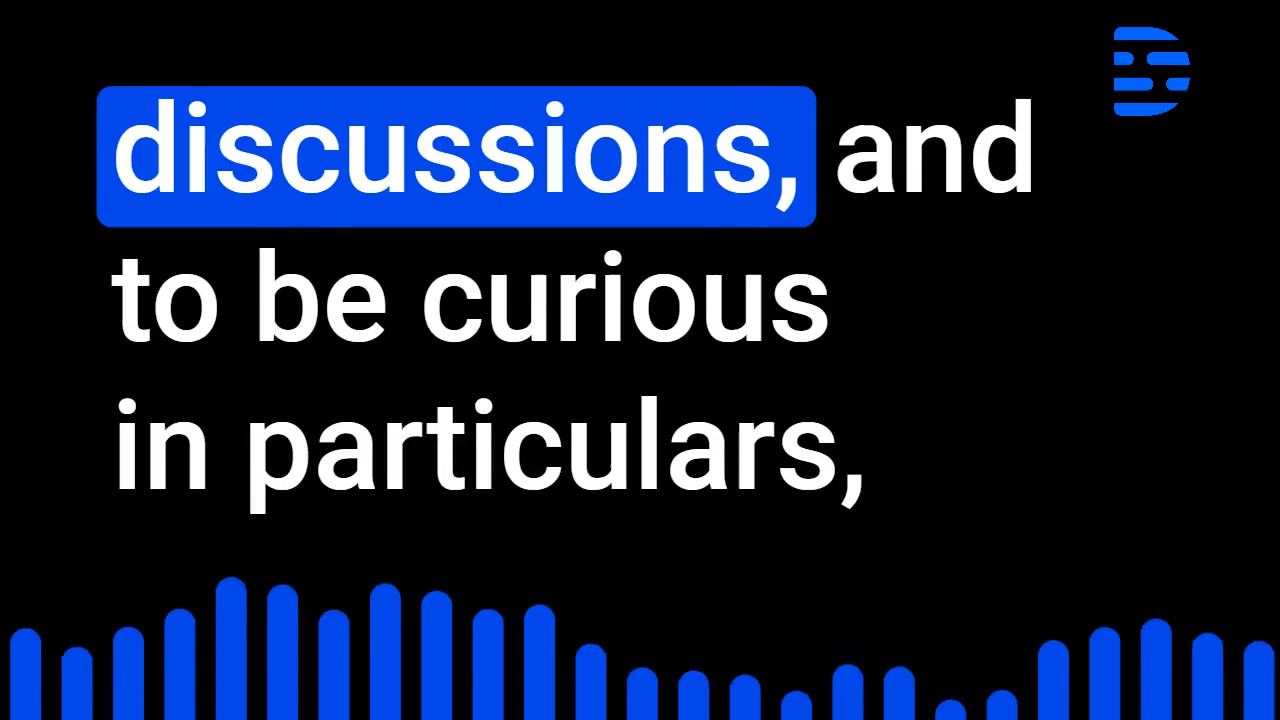 discussions, and
to be curious
in particulars,